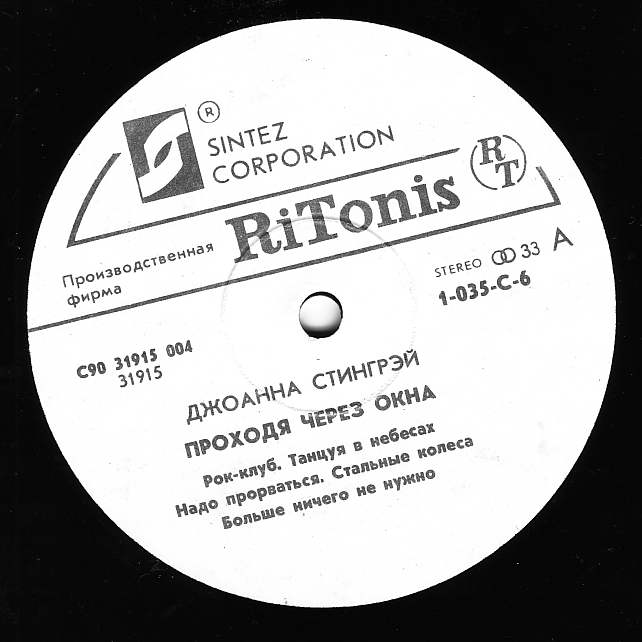 ®
SINTEZ
CORPORATION
RT
Производственная
фирма
RiTonis
STEREO 33 A
1-035-C-6
С90 31915 004
31915
ДЖОАННА СТИНГРЭЙ
ПРОХОДЯ ЧЕРЕЗ ОКНА
Рок-клуб. Танцуя в небесах
Надо прорваться. Стальные колеса
Больше ничего не нужно